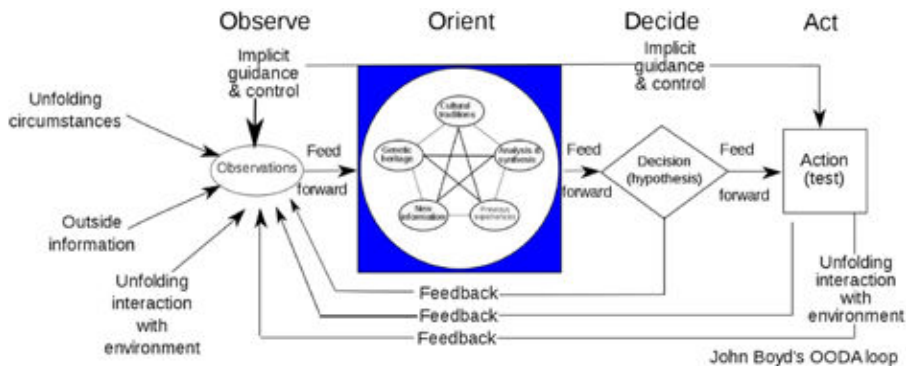 Observe
Orient
Decide
Act
Implicit
guidance
& control
Implicit
guidance
& control
Unfolding
circumstances
Observations
Outside
information
Unfolding
interaction
with
environment
Feed
forward
Cultural
traditions
Genetic
heritage
Analysis &
synthesis
New
information
Previous
experiences
Feed
forward
Decision
(hypothesis)
Feed
forward
Action
(test)
Unfolding
interaction
with
environment
Feedback
Feedback
Feedback
John Boyd's OODA loop